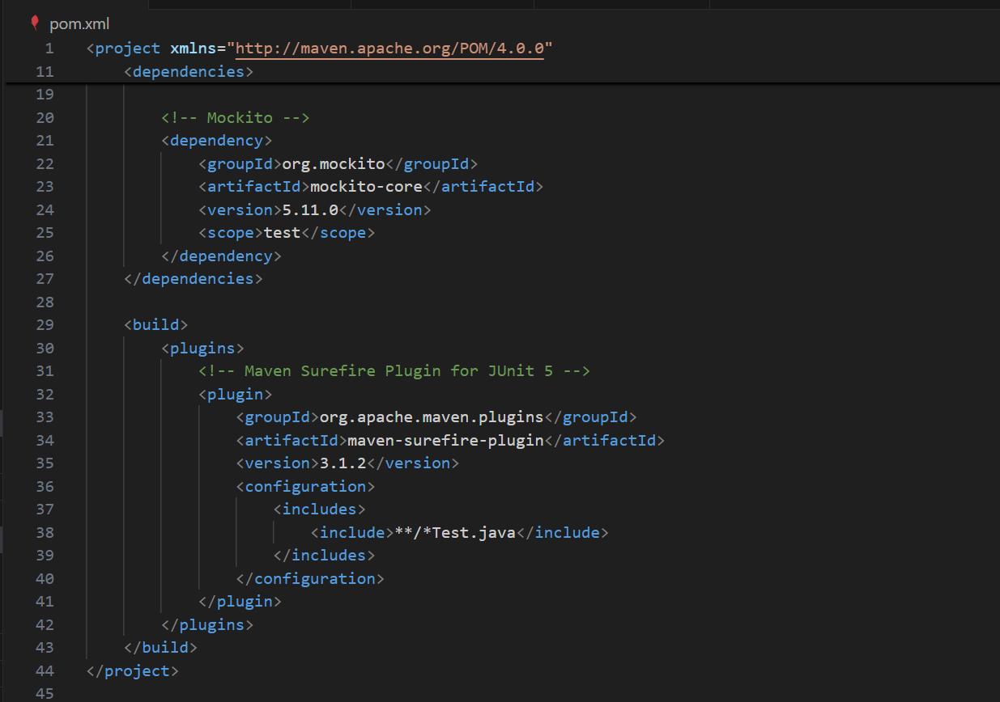 pom.xml
1 <project xmlns="http://maven.apache.org/POM/4.0.0"
11     <dependencies>
19
20         <!-- Mockito -->
21         <dependency>
22             <groupId>org.mockito</groupId>
23             <artifactId>mockito-core</artifactId>
24             <version>5.11.0</version>
25             <scope>test</scope>
26         </dependency>
27     </dependencies>
28
29     <build>
30         <plugins>
31             <!-- Maven Surefire Plugin for JUnit 5 -->
32             <plugin>
33                 <groupId>org.apache.maven.plugins</groupId>
34                 <artifactId>maven-surefire-plugin</artifactId>
35                 <version>3.1.2</version>
36                 <configuration>
37                     <includes>
38                         <include>**/*Test.java</include>
39                     </includes>
40                 </configuration>
41             </plugin>
42         </plugins>
43     </build>
44 </project>
45